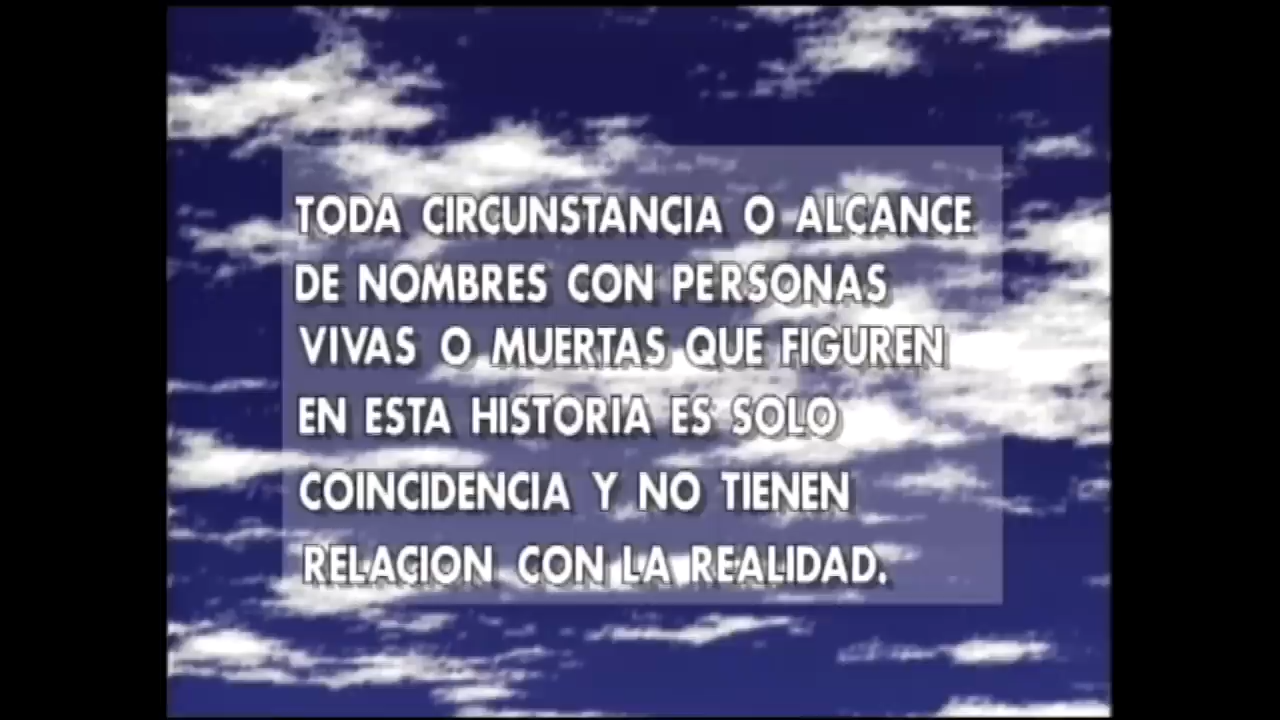 TODA CIRCUNSTANCIA O ALCANCE
DE NOMBRES CON PERSONAS
VIVAS O MUERTAS QUE FIGUREN
EN ESTA HISTORIA ES SOLO
COINCIDENCIA Y NO TIENEN
RELACION CON LA REALIDAD.